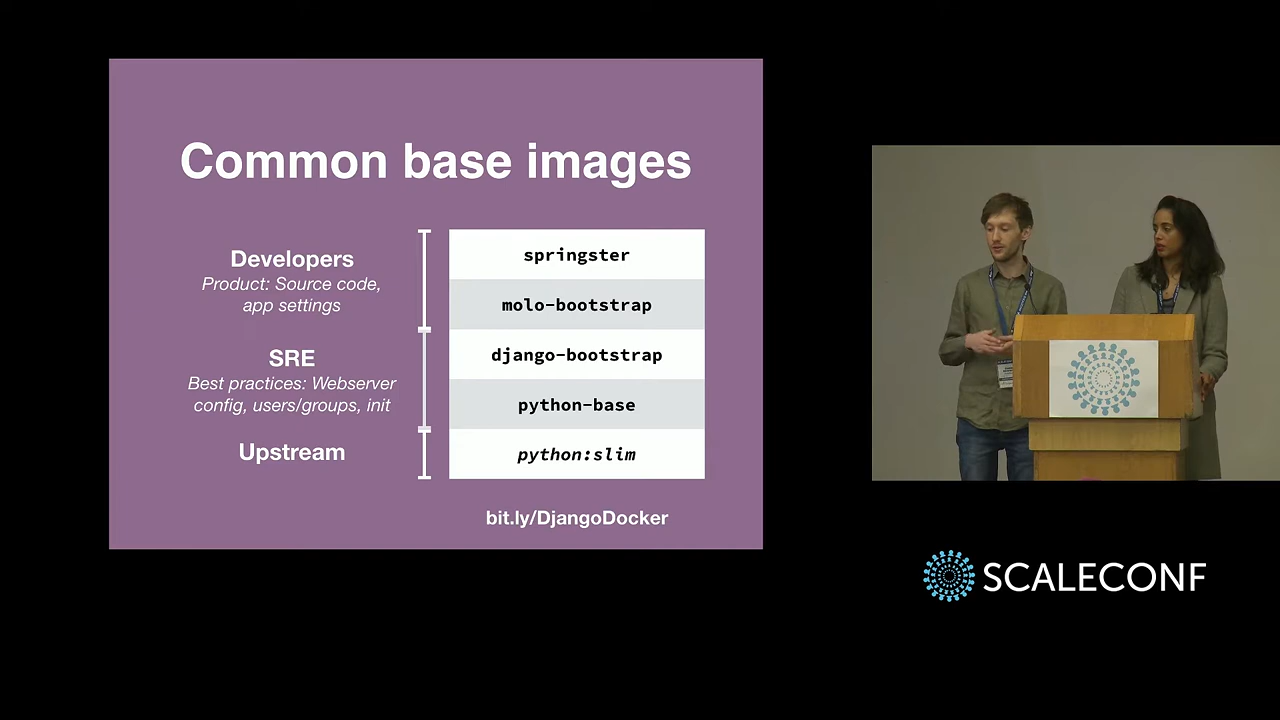 Common base images
Developers
Product: Source code,
app settings
SRE
Best practices: Webserver
config, users/groups, init
Upstream
springster
molo-bootstrap
django-bootstrap
python-base
python:slim
bit.ly/DjangoDocker
SCALECONF